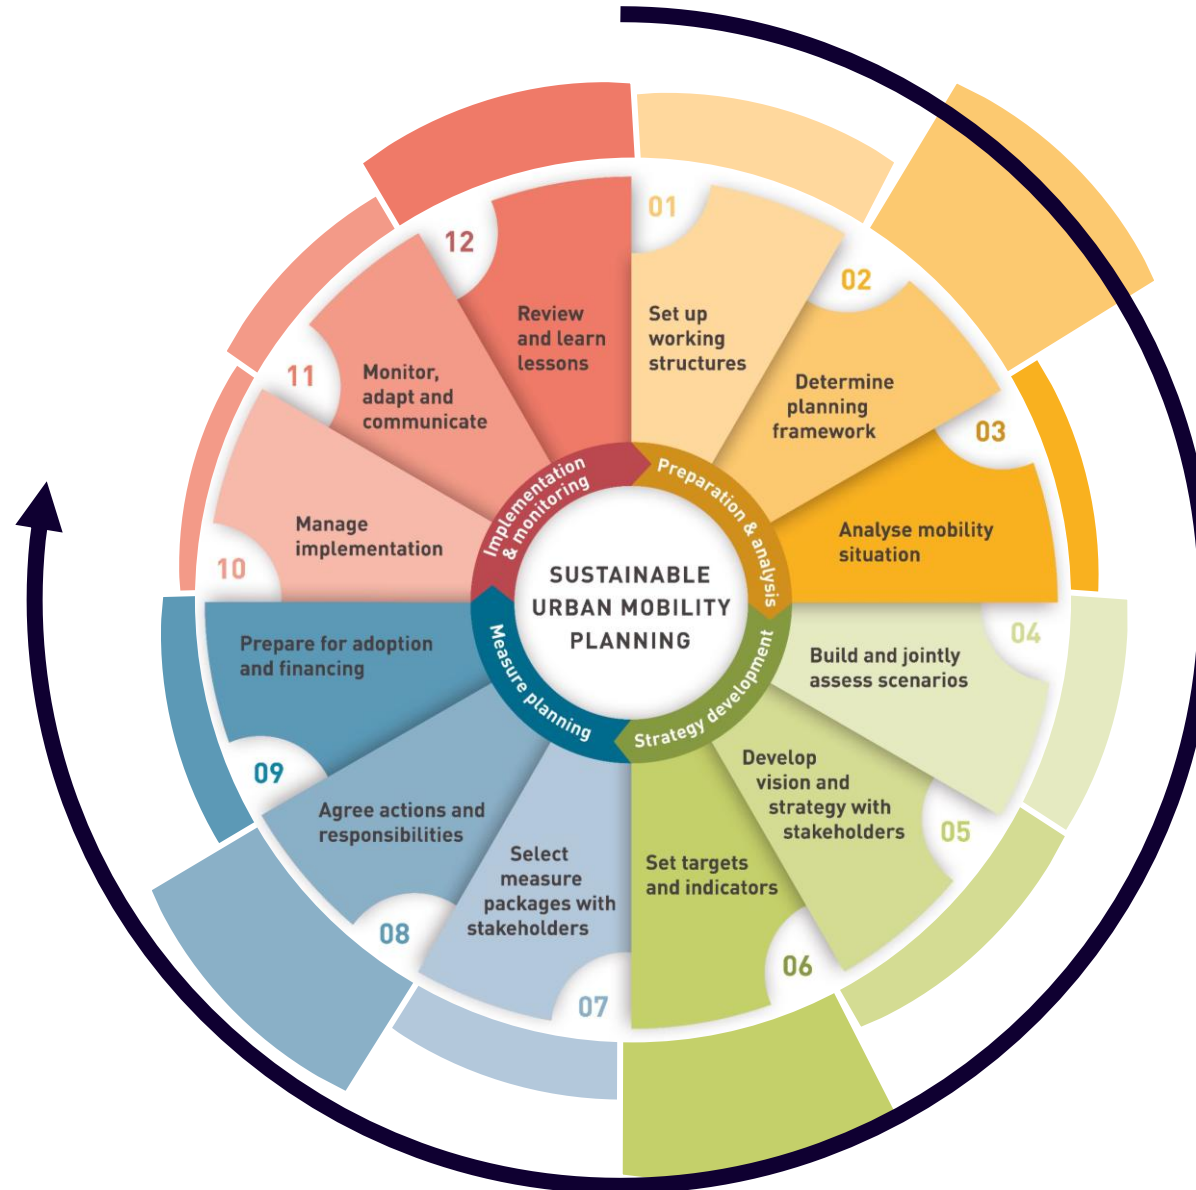 SUSTAINABLE
URBAN MOBILITY
PLANNING
Preparation & analysis
Strategy development
Measure planning
Implementation
& monitoring
01
Set up
working
structures
02
Determine
planning
framework
03
Analyse mobility
situation
04
Build and jointly
assess scenarios
05
Develop
vision and
strategy with
stakeholders
06
Set targets
and indicators
07
Select
measure
packages with
stakeholders
08
Agree actions and
responsibilities
09
Prepare for adoption
and financing
10
Manage
implementation
11
Monitor,
adapt and
communicate
12
Review
and learn
lessons